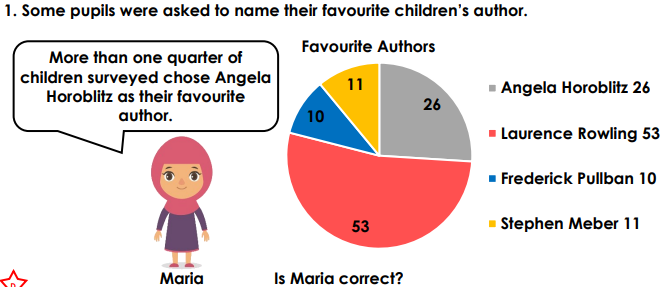 1. Some pupils were asked to name their favourite children's author.
More than one quarter of
children surveyed chose Angela
Horoblitz as their favourite
author.
Favourite Authors
11
26
10
53
Angela Horoblitz 26
Laurence Rowling 53
Frederick Pullban 10
Stephen Meber 11
Maria
Is Maria correct?